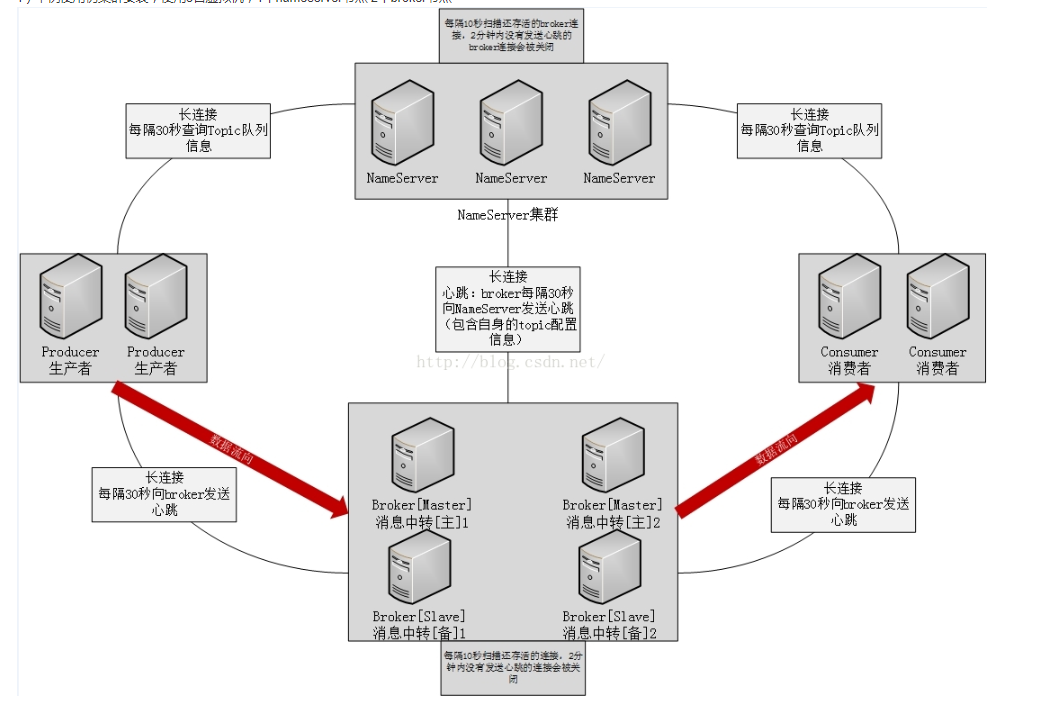 每隔10秒扫描还存活的broker连
接，2分钟内没有发送心跳的
broker连接会被关闭
长连接
每隔30秒查询Topic队列
信息
长连接
每隔30秒查询Topic队列
信息
NameServer
NameServer
NameServer
NameServer集群
长连接
心跳：broker每隔30秒
向NameServer发送心跳
（包含自身的topic配置
信息）
Producer
生产者
Producer
生产者
Consumer
消费者
Consumer
消费者
http://blog.csdn.net/
数据流向
数据流向
长连接
每隔30秒向broker发送
心跳
长连接
每隔30秒向broker发送
心跳
Broker[Master]
消息中转[主]1
Broker[Master]
消息中转[主]2
Broker[Slave]
消息中转[备]1
Broker[Slave]
消息中转[备]2
每隔10秒扫描还存活的连接，2分
钟内没有发送心跳的连接会被关
闭